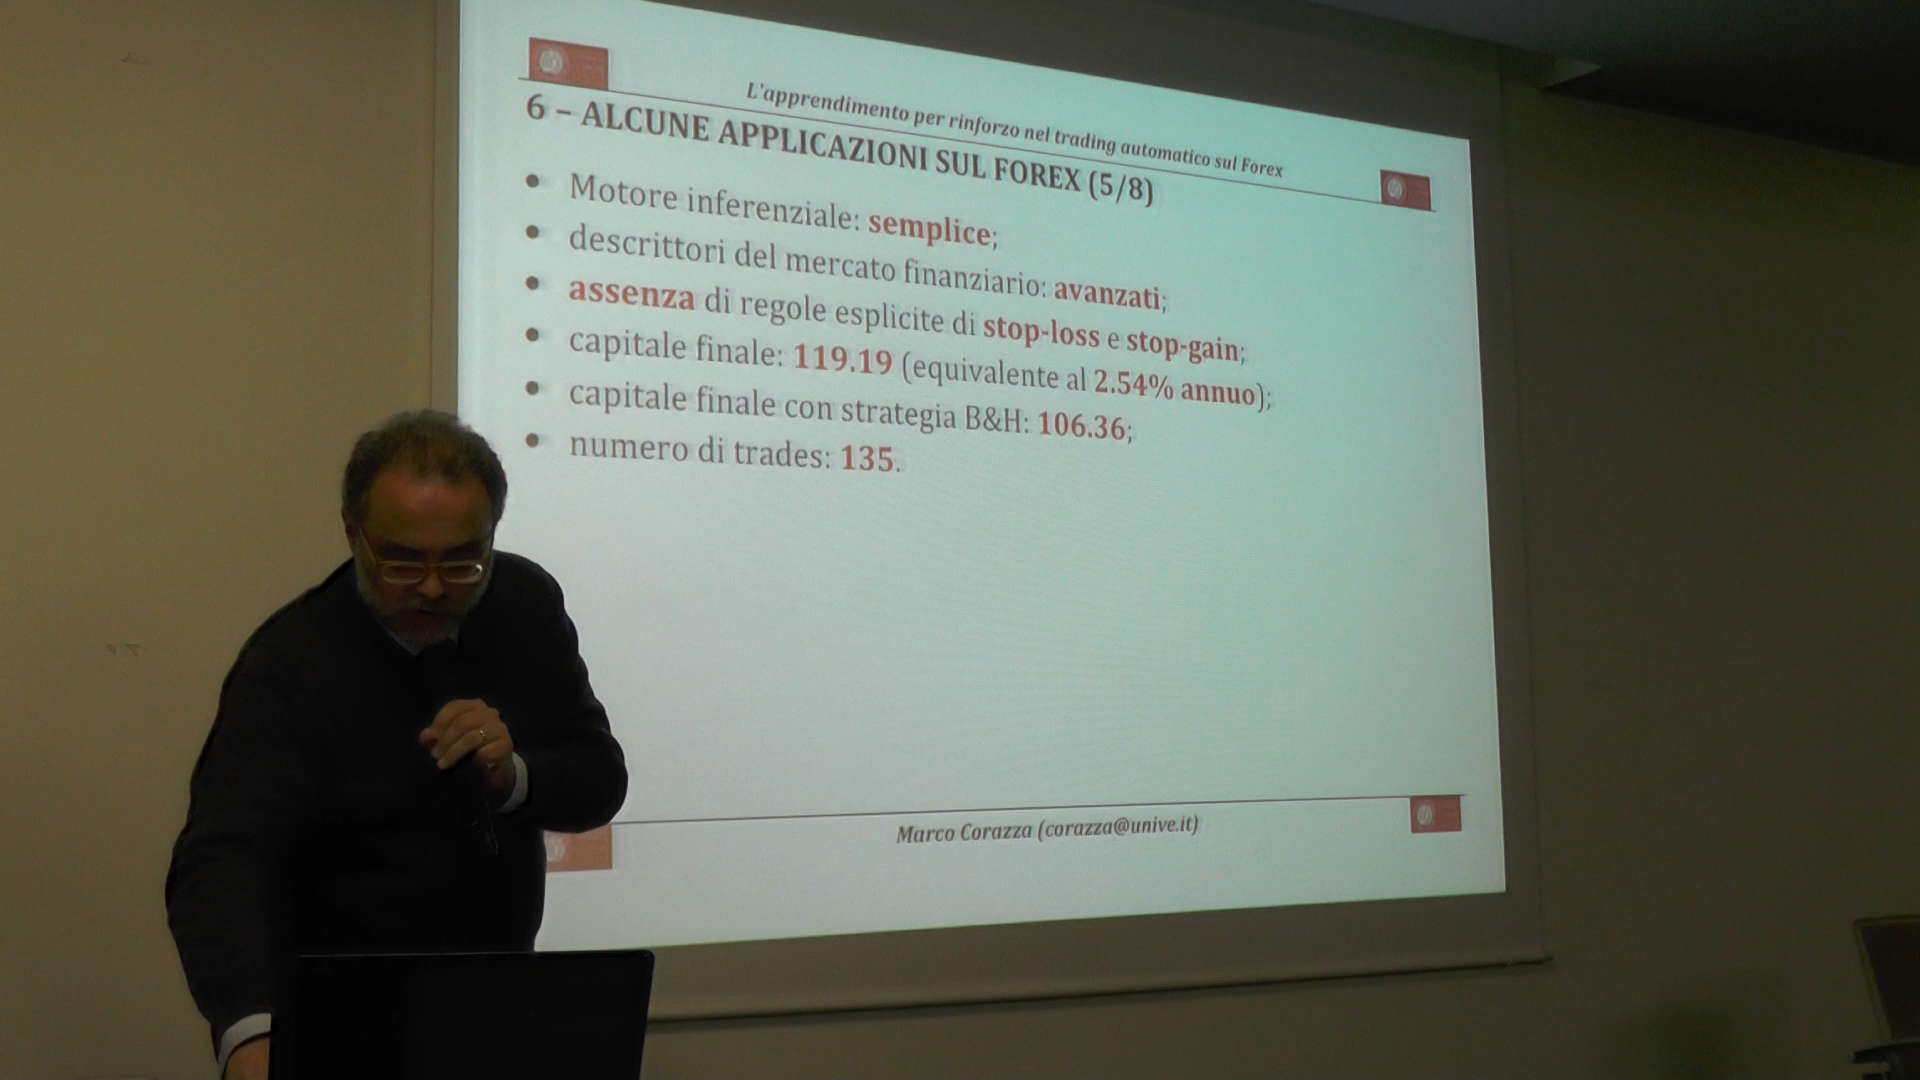 L'apprendimento per rinforzo nel trading automatico sul Forex
6 – ALCUNE APPLICAZIONI SUL FOREX (5/8)
• Motore inferenziale: semplice;
• descrittori del mercato finanziario: avanzati;
• assenza di regole esplicite di stop-loss e stop-gain;
• capitale finale: 119.19 (equivalente al 2.54% annuo);
• capitale finale con strategia B&H: 106.36;
• numero di trades: 135.
Marco Corazza (corazza@unive.it)